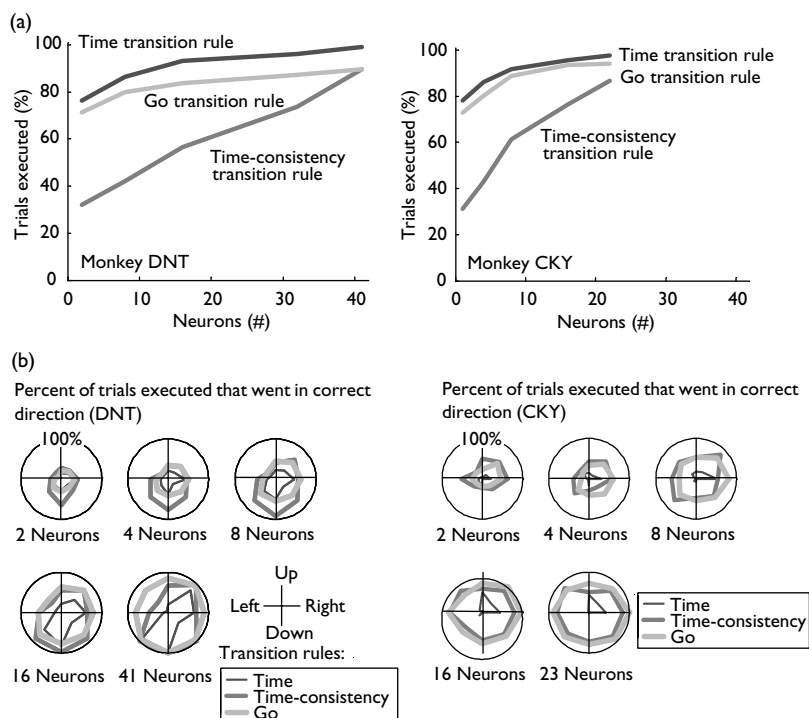 (a)
100
80
60
40
20
0
Trials executed (%)
Time transition rule
Go transition rule
Time-consistency
transition rule
Monkey DNT
0 10 20 30 40
Neurons (#)
100
80
60
40
20
0
Trials executed (%)
Time transition rule
Go transition rule
Time-consistency
transition rule
Monkey CKY
0 10 20 30 40
Neurons (#)
(b)
Percent of trials executed that went in correct
direction (DNT)
100%
2 Neurons 4 Neurons 8 Neurons
16 Neurons 41 Neurons
Up
Left Right
Down
Transition rules:
Time
Time-consistency
Go
Percent of trials executed that went in correct
direction (CKY)
100%
2 Neurons 4 Neurons 8 Neurons
16 Neurons 23 Neurons
Time
Time-consistency
Go